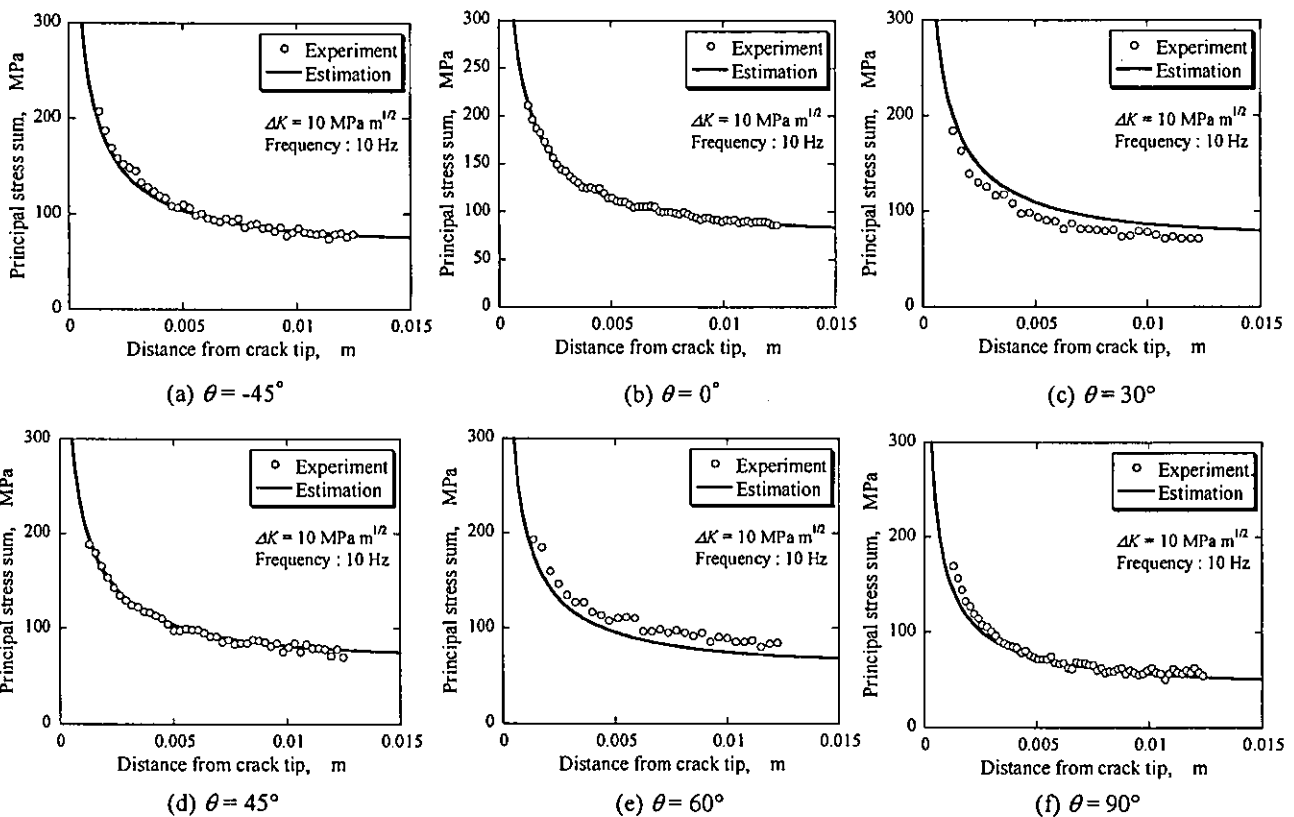 300
200
100
0
Principal stress sum, MPa
Experiment
Estimation
ΔK = 10 MPa m^1/2
Frequency : 10 Hz
0
0.005
0.01
0.015
Distance from crack tip, m
(a) θ = -45°
300
250
200
150
100
50
0
Principal stress sum, MPa
Experiment
Estimation
ΔK = 10 MPa m^1/2
Frequency : 10 Hz
0
0.005
0.01
0.015
Distance from crack tip, m
(b) θ = 0°
300
200
100
0
Principal stress sum, MPa
Experiment
Estimation
ΔK = 10 MPa m^1/2
Frequency : 10 Hz
0
0.005
0.01
0.015
Distance from crack tip, m
(c) θ = 30°
300
200
100
0
Principal stress sum, MPa
Experiment
Estimation
ΔK = 10 MPa m^1/2
Frequency : 10 Hz
0
0.005
0.01
0.015
Distance from crack tip, m
(d) θ = 45°
300
200
100
0
Principal stress sum, MPa
Experiment
Estimation
ΔK = 10 MPa m^1/2
Frequency : 10 Hz
0
0.005
0.01
0.015
Distance from crack tip, m
(e) θ = 60°
300
200
100
0
Principal stress sum, MPa
Experiment
Estimation
ΔK = 10 MPa m^1/2
Frequency : 10 Hz
0
0.005
0.01
0.015
Distance from crack tip, m
(f) θ = 90°